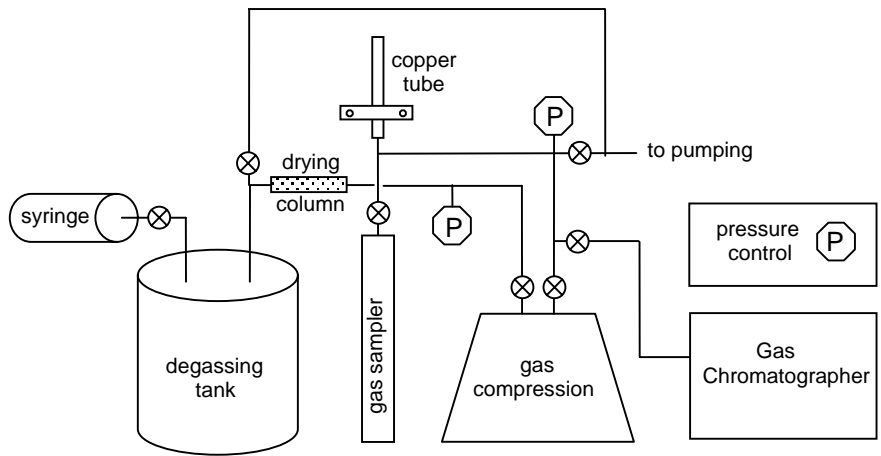 copper
tube
P
to pumping
drying
column
syringe
P
pressure
control
P
gas sampler
degassing
tank
gas
compression
Gas
Chromatographer